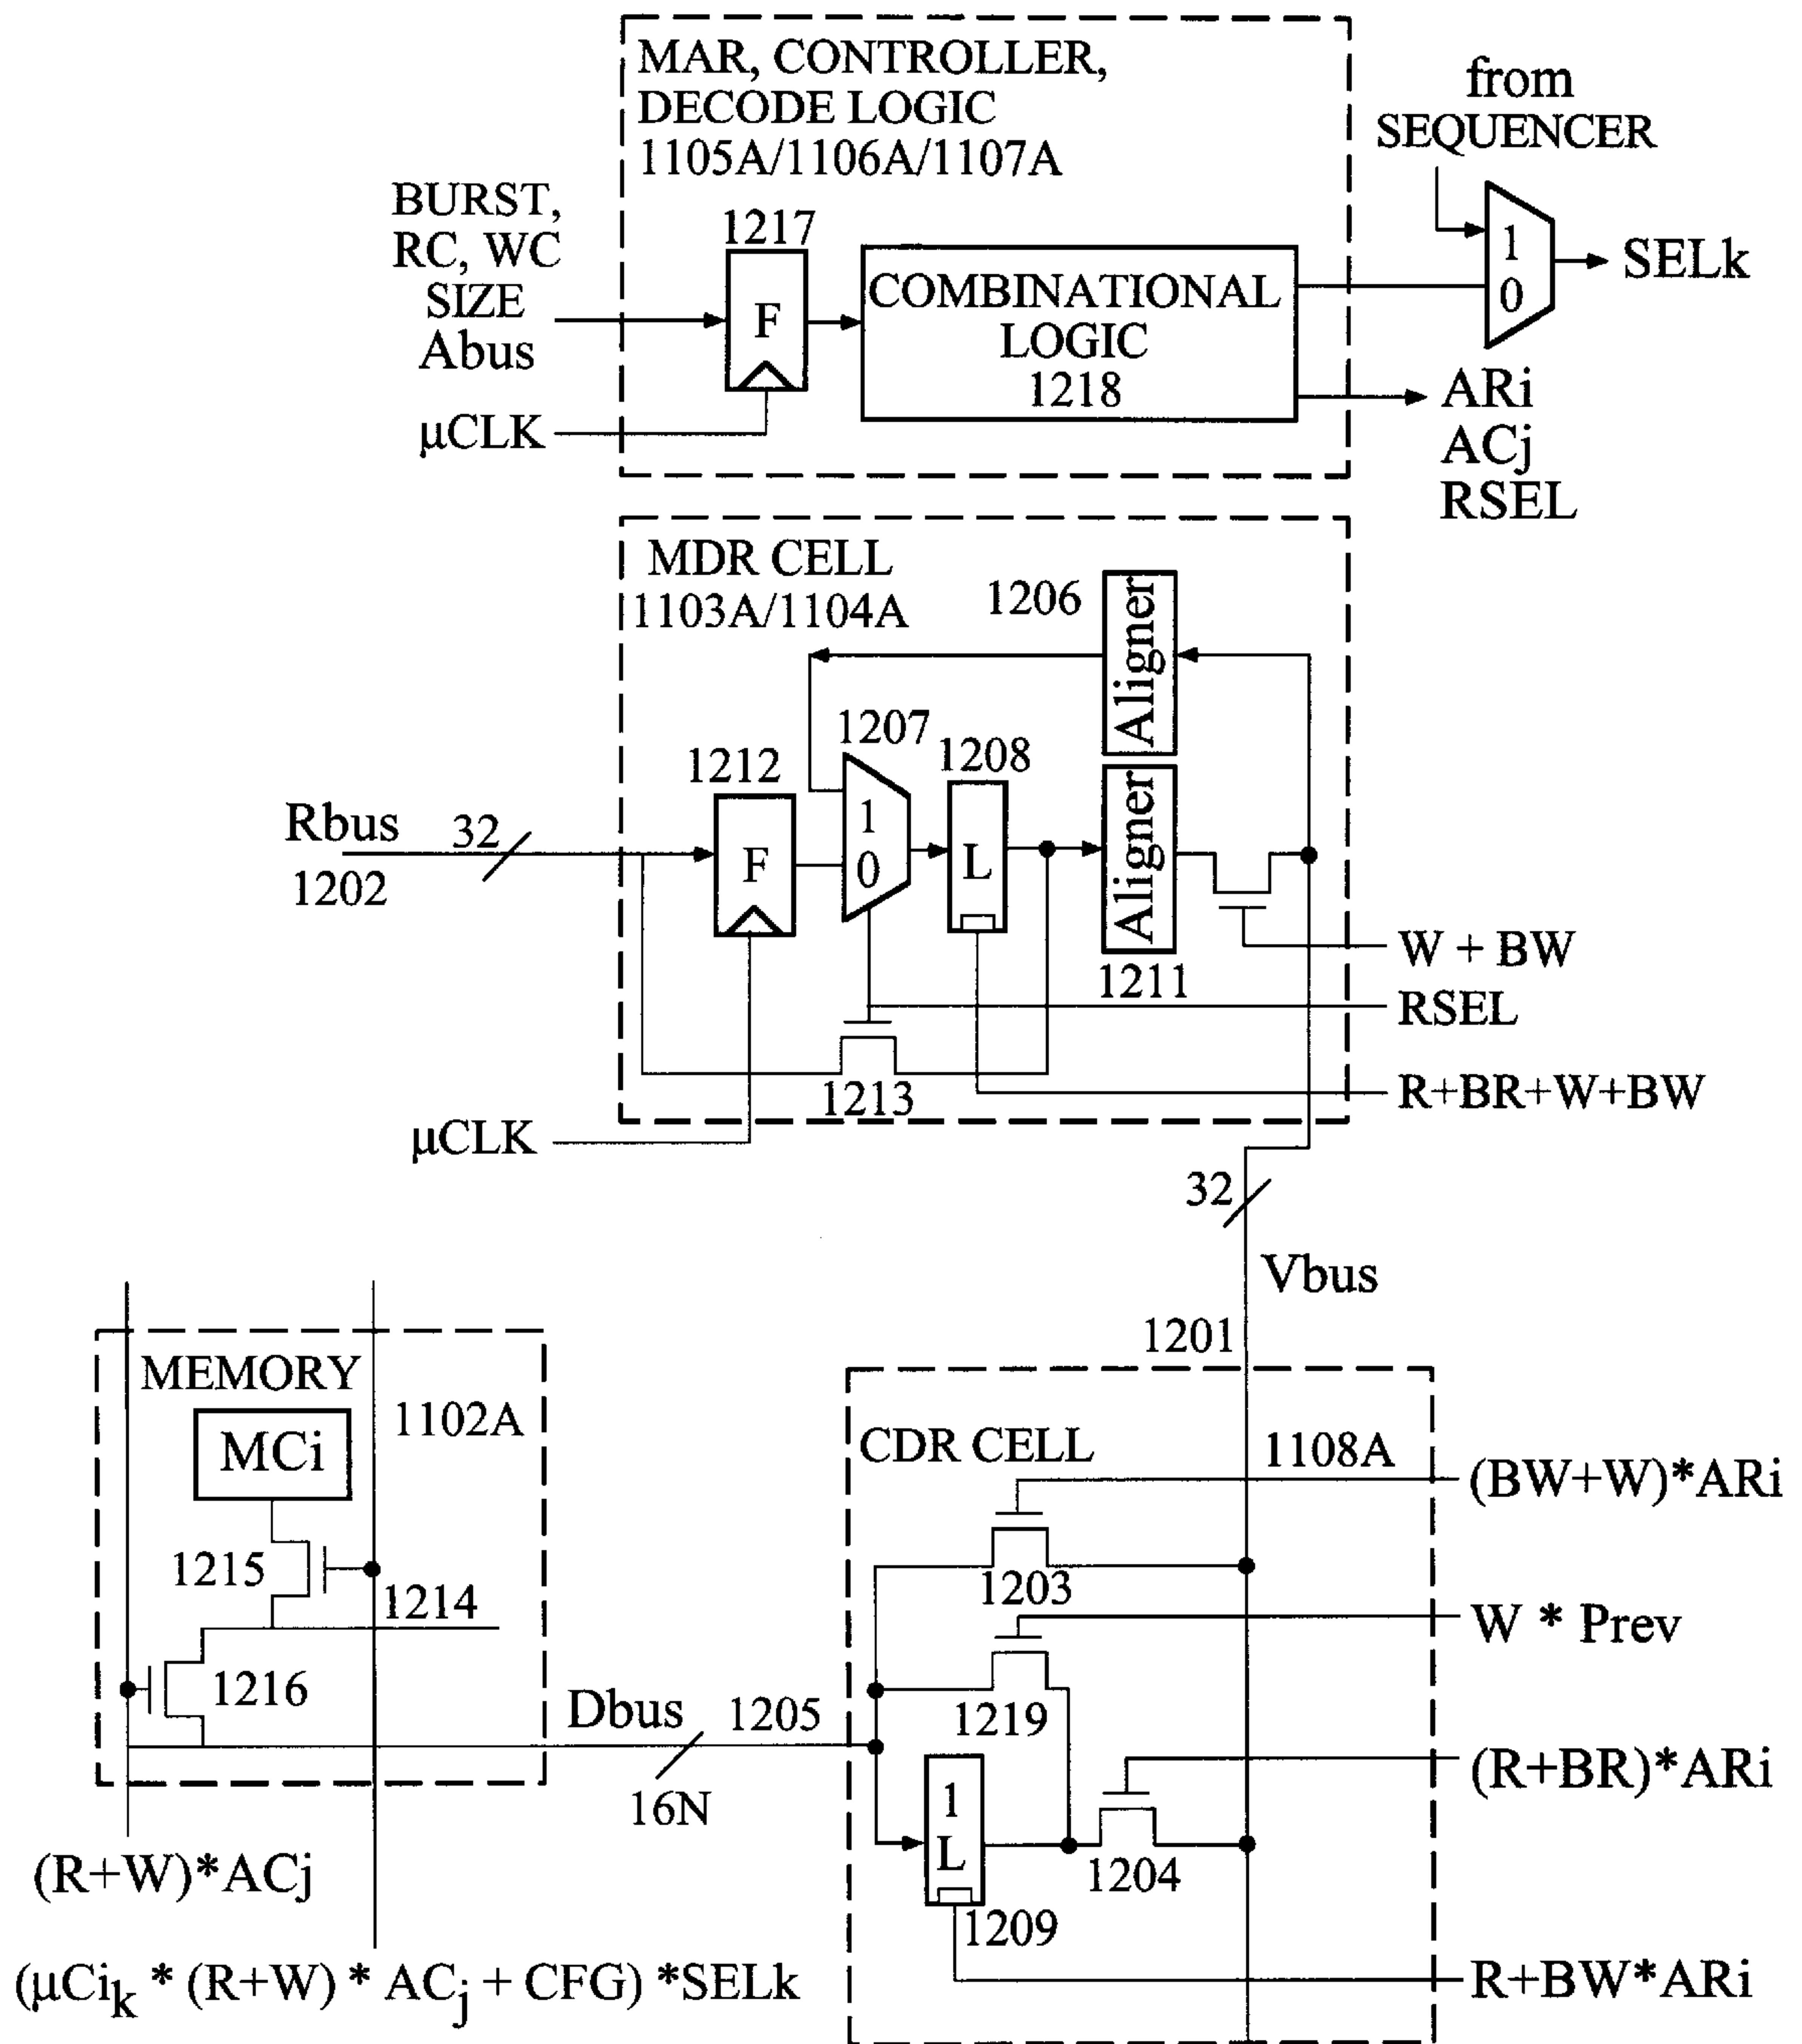 MAR, CONTROLLER,
DECODE LOGIC
1105A/1106A/1107A
from
SEQUENCER
BURST,
RC, WC
SIZE
Abus
1217
F
COMBINATIONAL
LOGIC
1218
1
0
SELk
μCLK
ARi
ACj
RSEL
MDR CELL
1103A/1104A
1206
Aligner
1207
1208
1212
Rbus
32
1202
F
1
0
L
Aligner
1211
W + BW
RSEL
1213
R+BR+W+BW
μCLK
32
Vbus
1201
MEMORY
1102A
MCi
1215
1214
1216
CDR CELL
1108A
(BW+W)*ARi
1203
W * Prev
1219
Dbus
1205
16N
(R+BR)*ARi
1
L
1204
1209
(R+W)*ACj
R+BW*ARi
(μCik * (R+W) * ACj + CFG) *SELk